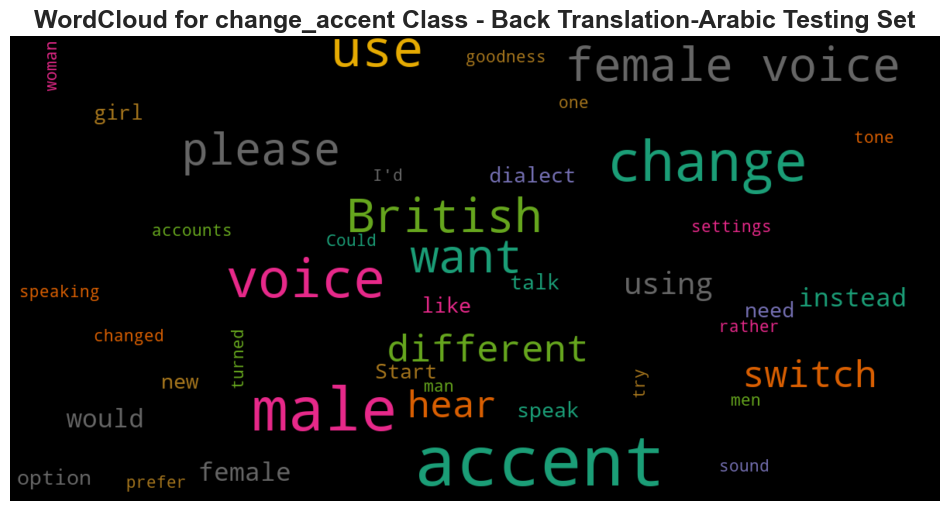 WordCloud for change_accent Class - Back Translation-Arabic Testing Set
woman
use
goodness
female voice
girl
one
please
change
tone
I'd
dialect
British
accounts
Could
settings
want
voice
talk
using
speaking
like
need
instead
rather
changed
turned
different
switch
new
Start
man
try
male
hear
speak
men
would
accent
option
prefer
female
sound